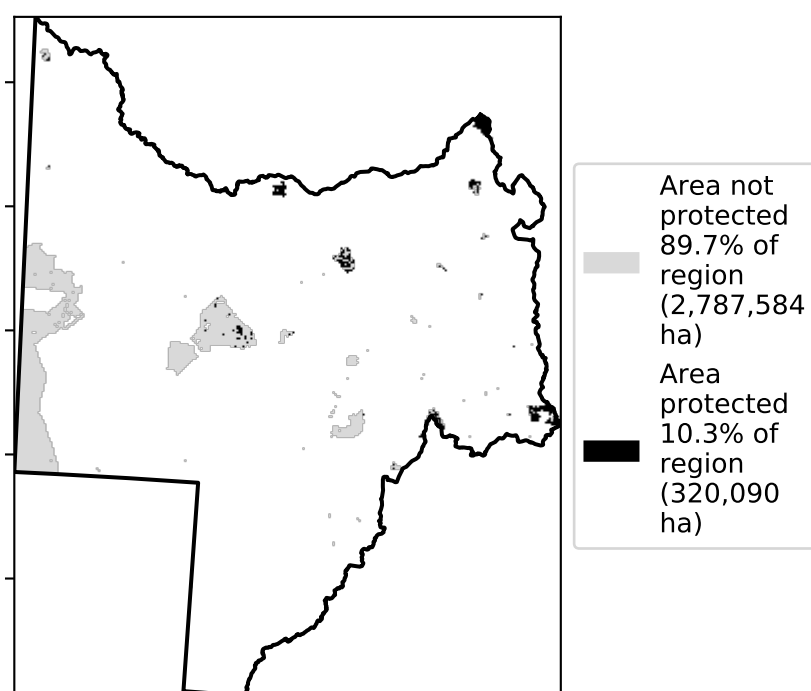 Area not
protected
89.7% of
region
(2,787,584
ha)
Area
protected
10.3% of
region
(320,090
ha)